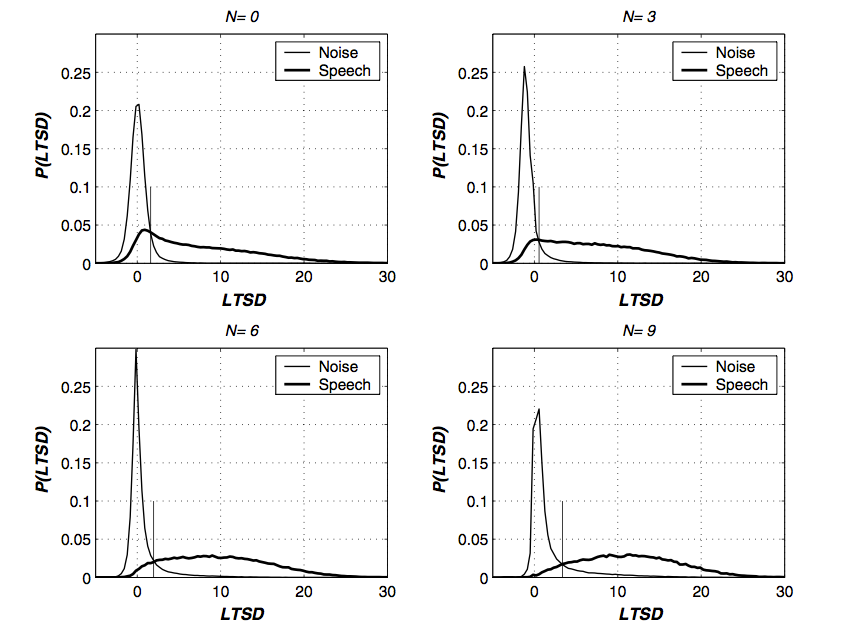 N= 0
Noise
Speech
0.25
0.2
0.15
0.1
0.05
0
P(LTSD)
0 10 20 30
LTSD
N= 3
Noise
Speech
0.25
0.2
0.15
0.1
0.05
0
P(LTSD)
0 10 20 30
LTSD
N= 6
Noise
Speech
0.25
0.2
0.15
0.1
0.05
0
P(LTSD)
0 10 20 30
LTSD
N= 9
Noise
Speech
0.25
0.2
0.15
0.1
0.05
0
P(LTSD)
0 10 20 30
LTSD